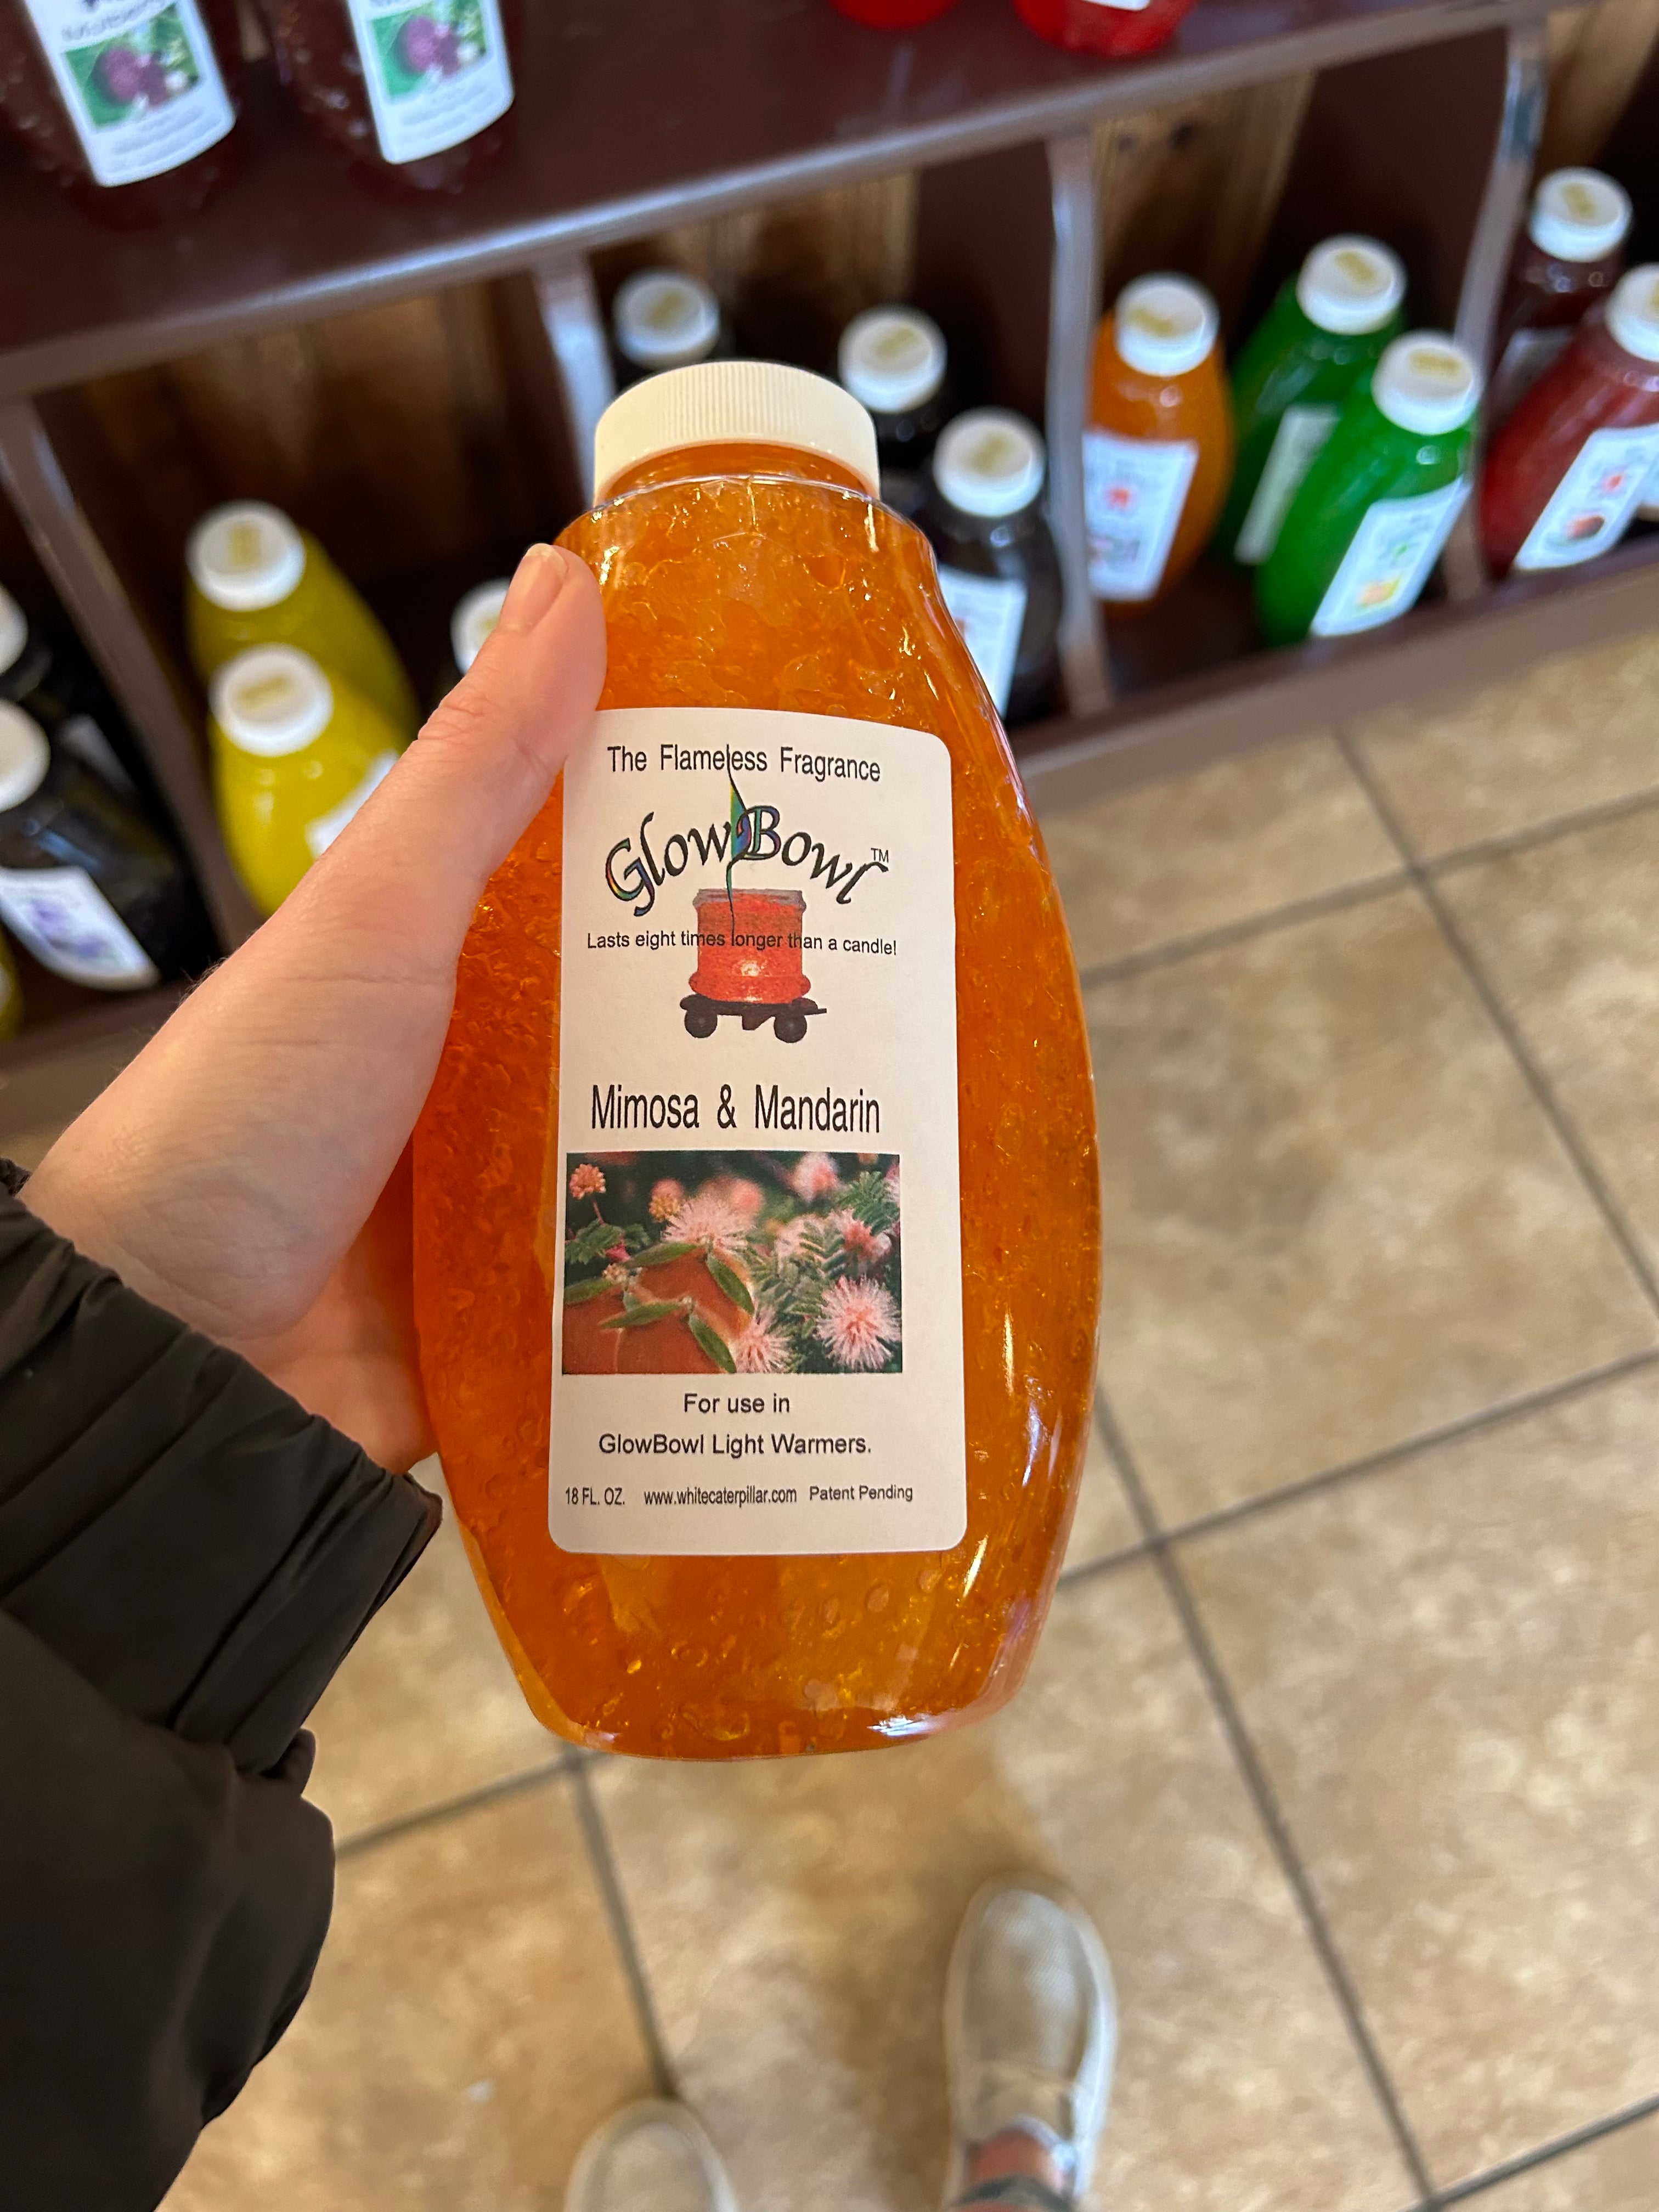 The Flameless Fragrance
GlowBowl™
Lasts eight times longer than a candle!
Mimosa & Mandarin
For use in
GlowBowl Light Warmers.
18 FL. OZ. www.whitecaterpillar.com Patent Pending